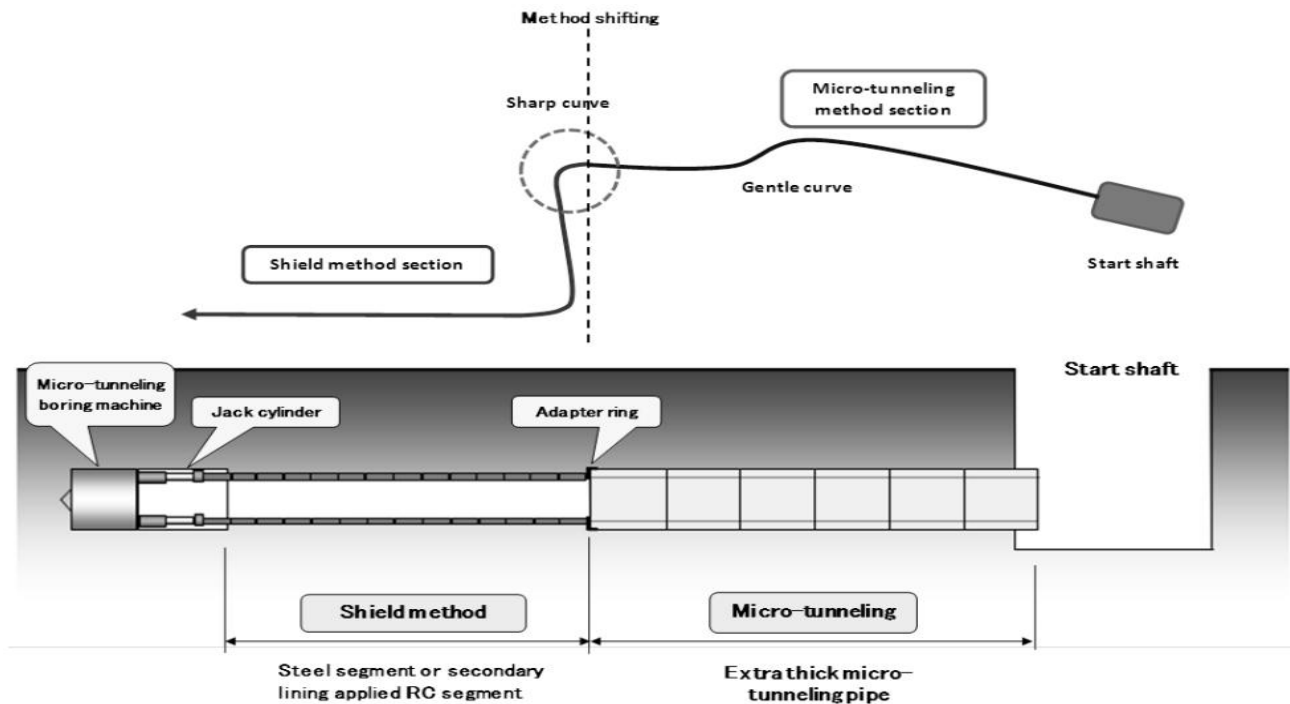 Method shifting
Sharp curve
Micro-tunneling
method section
Gentle curve
Shield method section
Start shaft
Start shaft
Micro-tunneling
boring machine
Jack cylinder
Adapter ring
Shield method
Micro-tunneling
Steel segment or secondary
lining applied RC segment
Extra thick micro-
tunneling pipe